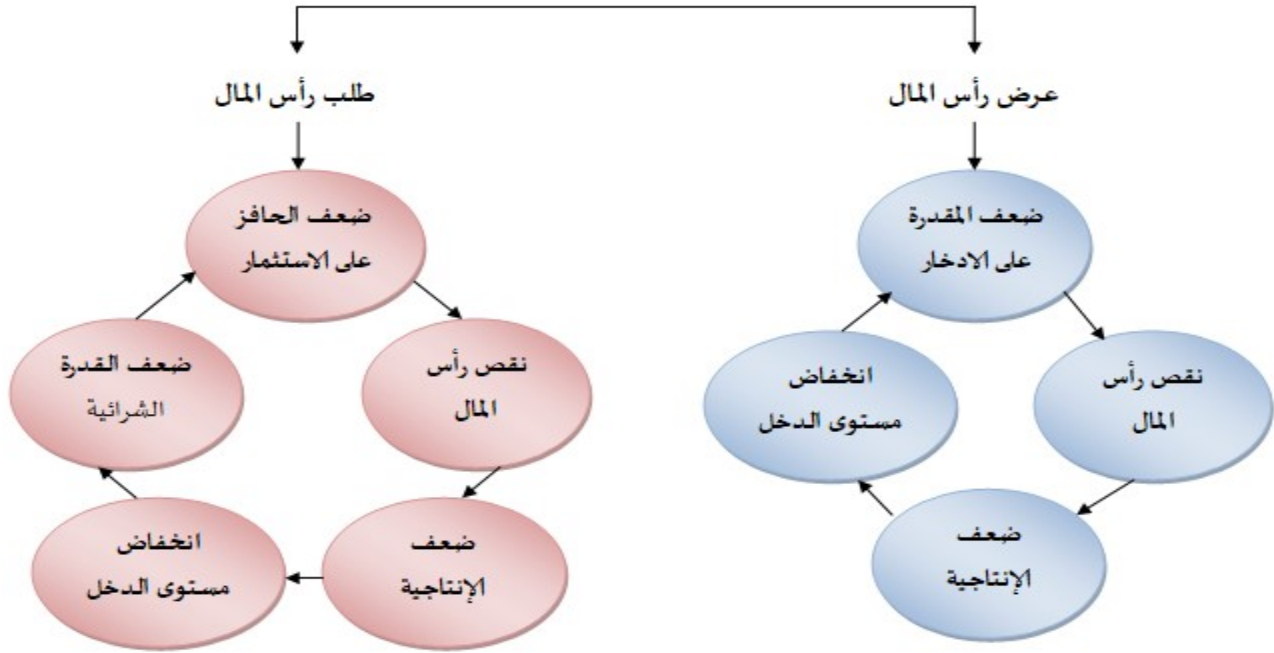 عرض رأس المال
ضعف المقدرة
على الادخار
نقص رأس
المال
ضعف
الإنتاجية
انخفاض
مستوى الدخل
طلب رأس المال
ضعف الحافز
على الاستثمار
نقص رأس
المال
ضعف
الإنتاجية
انخفاض
مستوى الدخل
ضعف القدرة
الشرائية